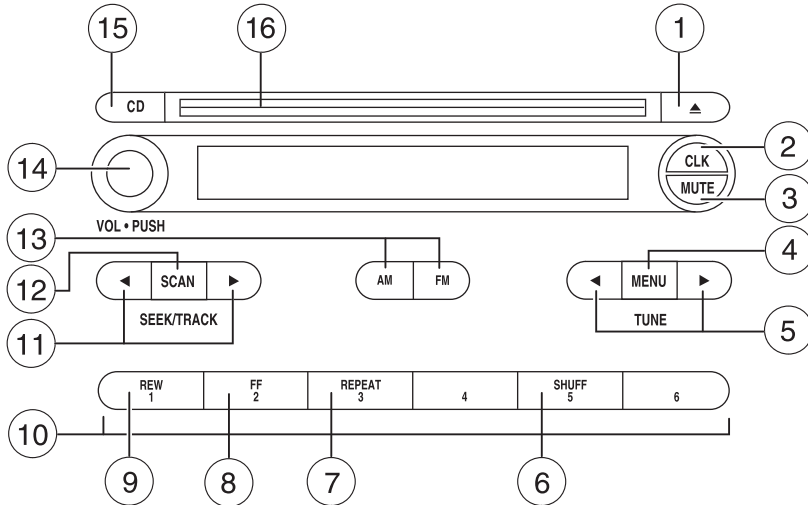 15 16 1
CD
2
CLK
14
MUTE
3
VOL • PUSH
13 4
SCAN AM FM MENU
12
SEEK/TRACK TUNE
11 5
REW FF REPEAT SHUFF
1 2 3 4 5 6
10
9 8 7 6